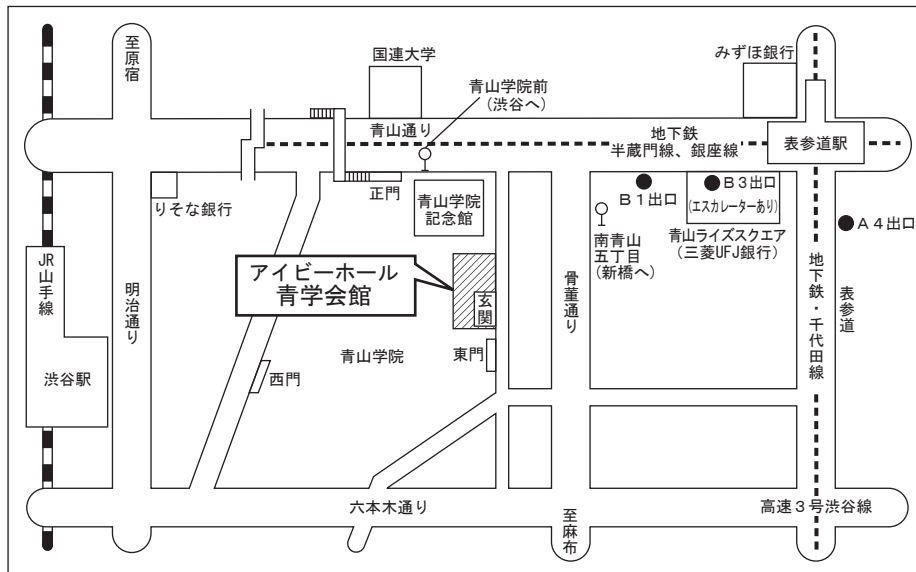 至原宿
国連大学
みずほ銀行
青山学院前
(渋谷へ)
青山通り
地下鉄
半蔵門線、銀座線
表参道駅
りそな銀行
正門
青山学院
記念館
B1出口
B3出口
(エスカレーターあり)
A4出口
南青山
五丁目
(新橋へ)
青山ライズスクエア
(三菱UFJ銀行)
JR山手線
明治通り
アイビーホール
青学会館
玄関
骨董通り
地下鉄・千代田線
表参道
渋谷駅
青山学院
東門
西門
六本木通り
至麻布
高速3号渋谷線